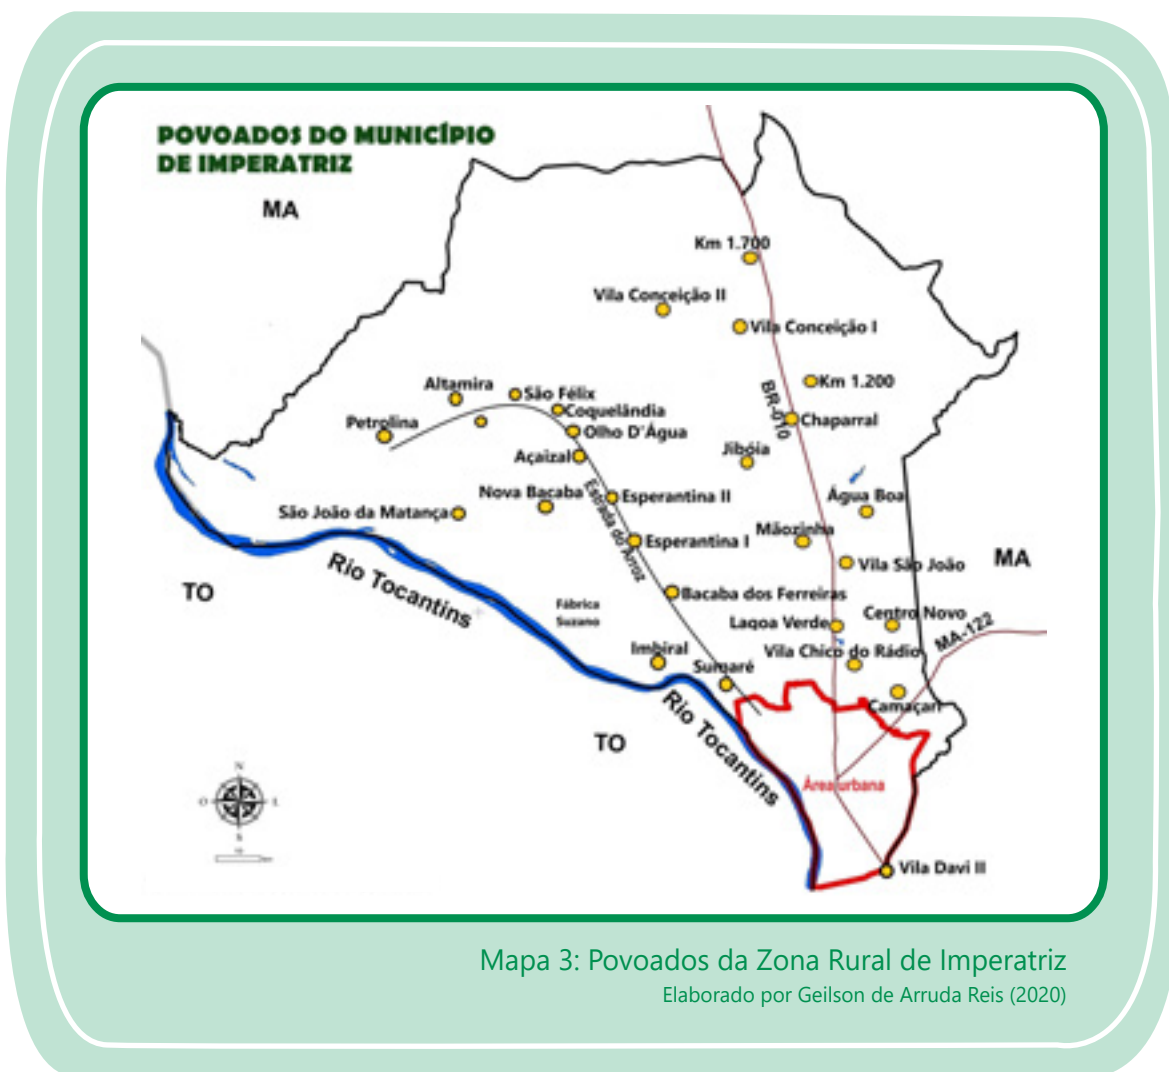 POVOADOS DO MUNICÍPIO
DE IMPERATRIZ
MA
Km 1.700
Vila Conceição II
Vila Conceição I
Km 1.200
BR-010
Chaparral
Altamira
São Félix
Coquelândia
Petrolina
Olho D'Água
Açaizal
Jibóia
Nova Bacaba
Esperantina II
Água Boa
São João da Matança
Estrada do Arroz
Mãozinha
Esperantina I
Vila São João
MA
TO
Rio Tocantins
Bacaba dos Ferreiras
Fábrica
Suzano
Lagoa Verde
Centro Novo
MA-122
Imbiral
Vila Chico do Rádio
Sumaré
Camaçari
Rio Tocantins
TO
Área urbana
N
O
L
S
Vila Davi II
Mapa 3: Povoados da Zona Rural de Imperatriz
Elaborado por Geilson de Arruda Reis (2020)